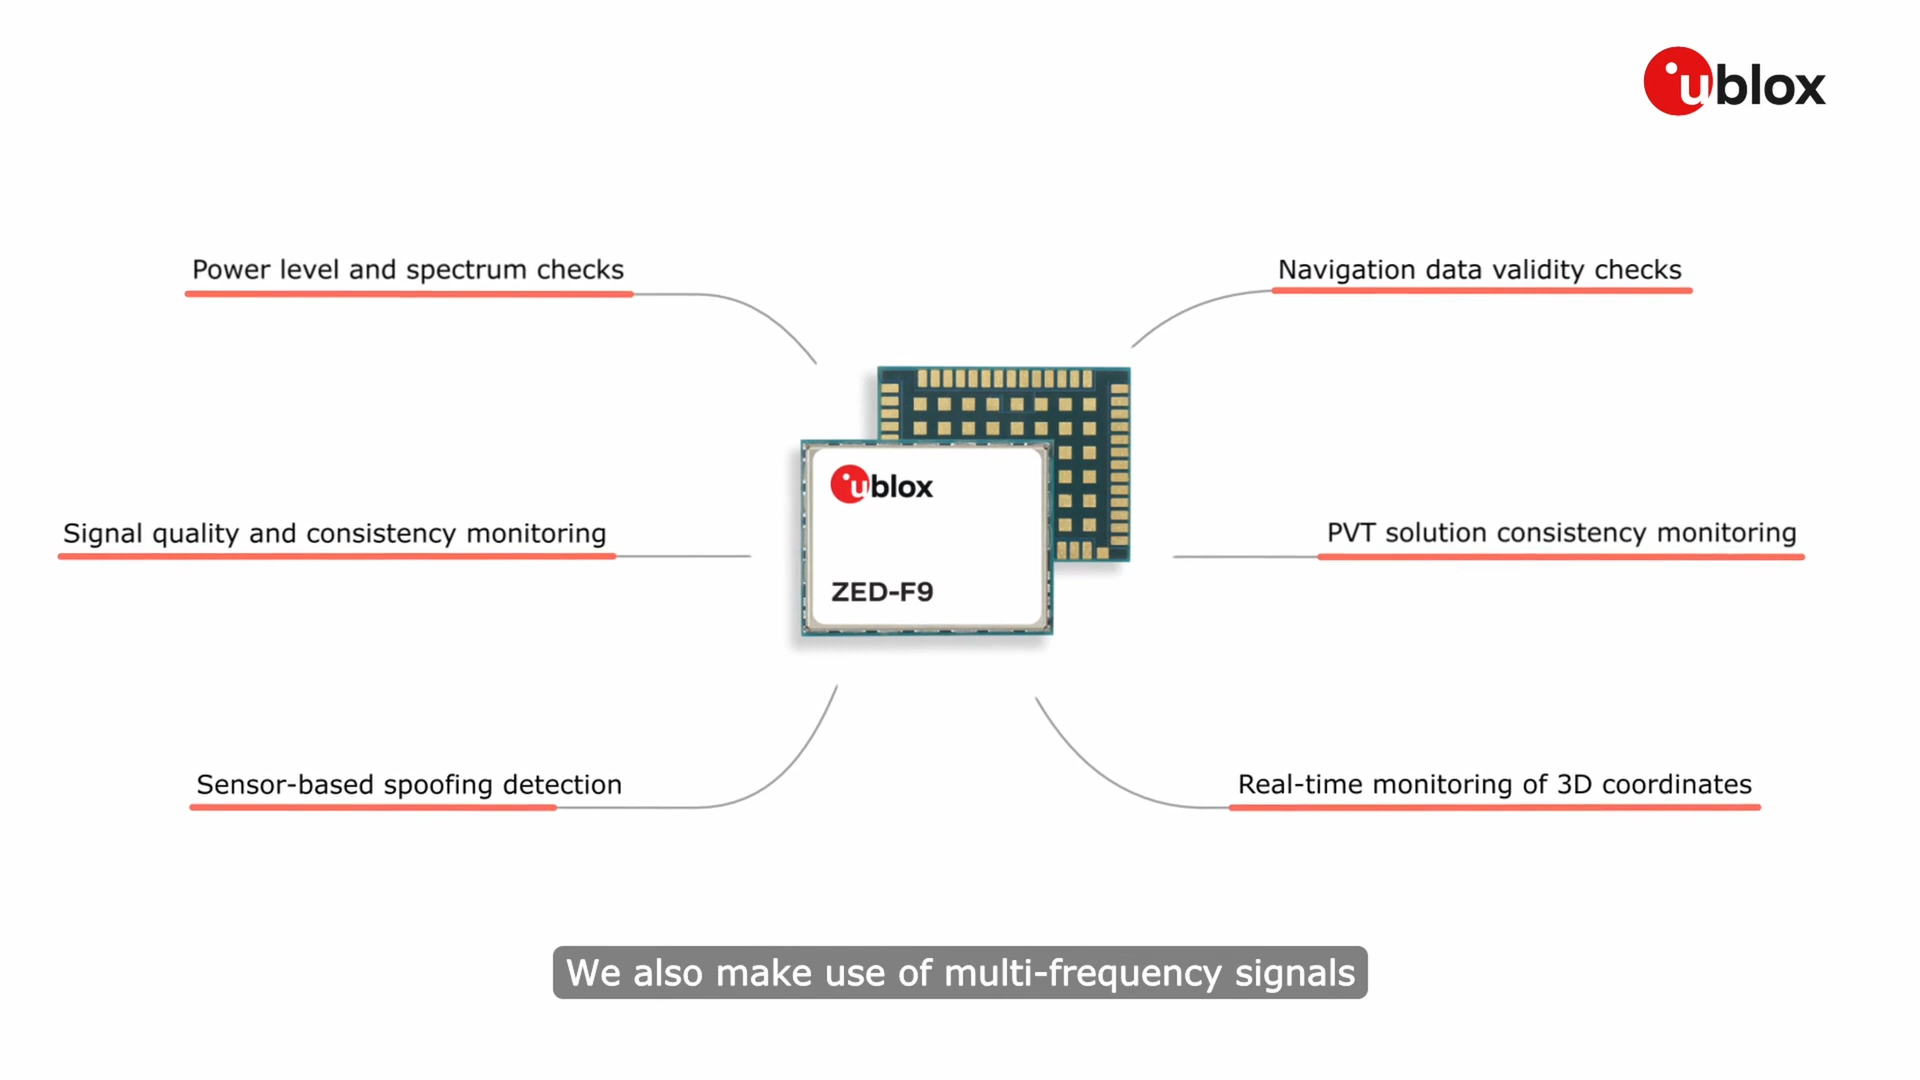 ublox
Power level and spectrum checks
Navigation data validity checks
ublox
Signal quality and consistency monitoring
PVT solution consistency monitoring
ZED-F9
Sensor-based spoofing detection
Real-time monitoring of 3D coordinates
We also make use of multi-frequency signals